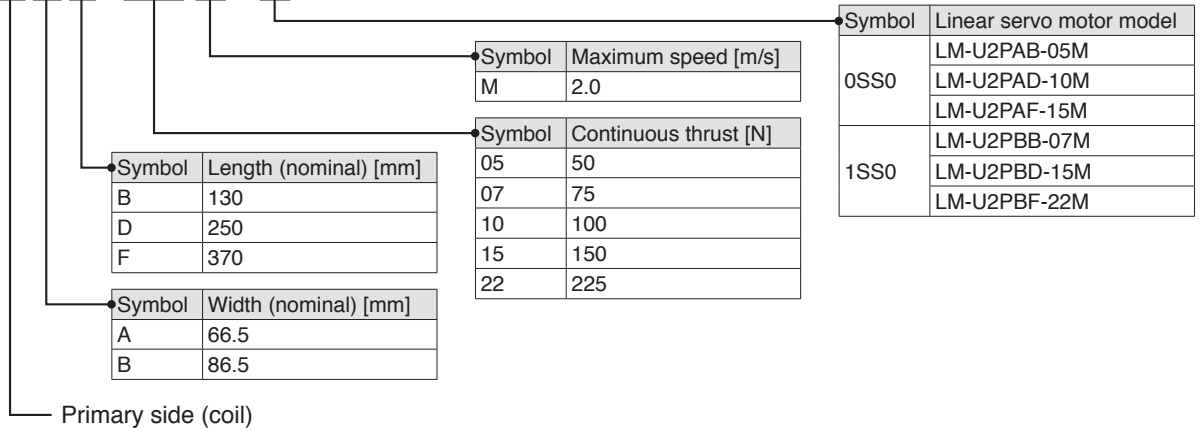 Symbol Linear servo motor model
0SS0
LM-U2PAB-05M
LM-U2PAD-10M
LM-U2PAF-15M
1SS0
LM-U2PBB-07M
LM-U2PBD-15M
LM-U2PBF-22M
Symbol Maximum speed [m/s]
M 2.0
Symbol Continuous thrust [N]
05 50
07 75
10 100
15 150
22 225
Symbol Length (nominal) [mm]
B 130
D 250
F 370
Symbol Width (nominal) [mm]
A 66.5
B 86.5
Primary side (coil)